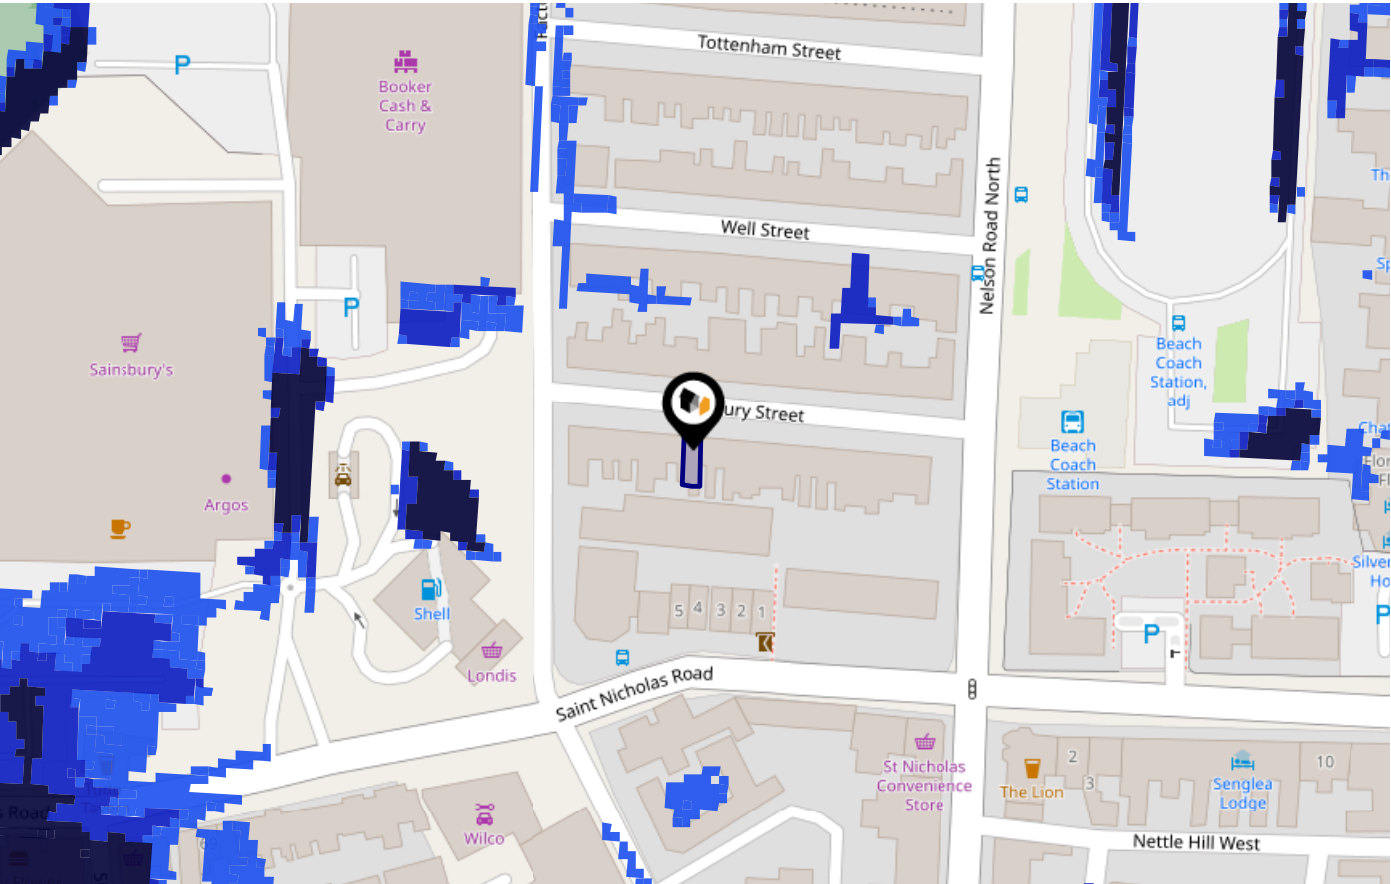 Tottenham Street
P
Booker
Cash &
Carry
Nelson Road North
Well Street
P
Sainsbury's
Beach
Coach
Station,
adj
ury Street
Beach
Coach
Station
Argos
Shell
5 4 3 2 1
Londis
P
P
Saint Nicholas Road
St Nicholas
Convenience
Store
The Lion
2
3
Senglea
Lodge
10
Wilco
Nettle Hill West
Road